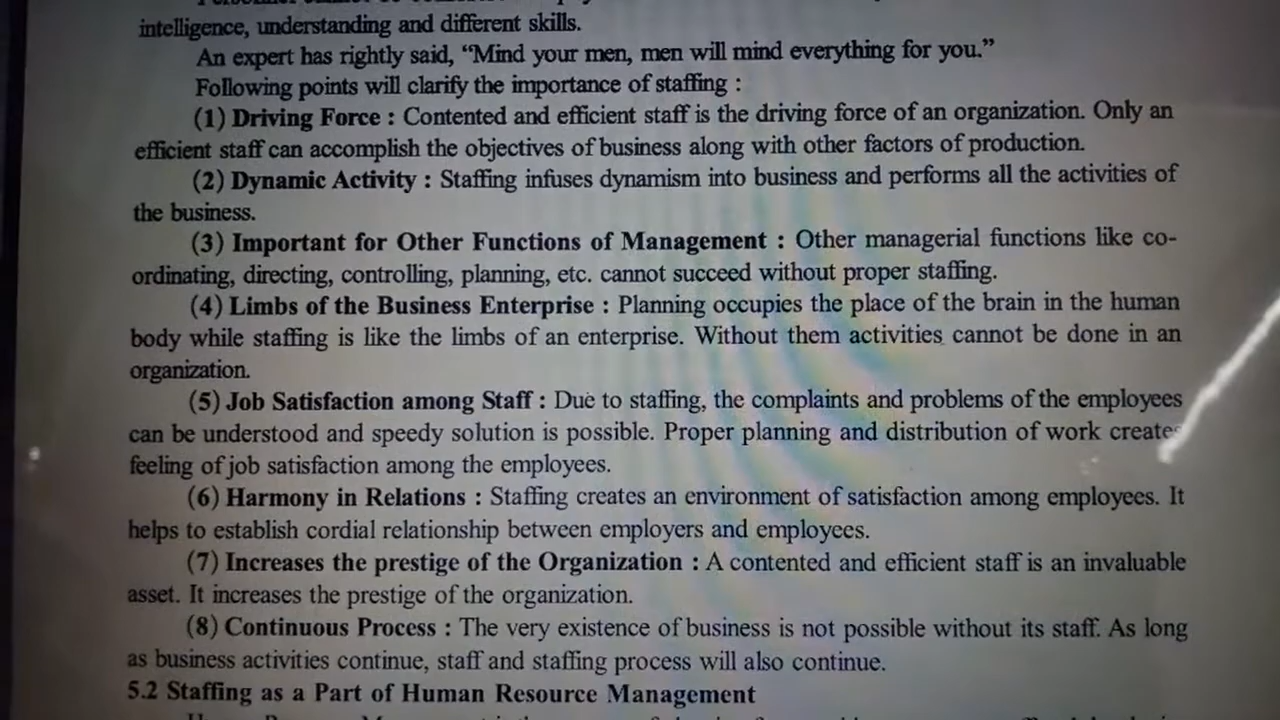 intelligence, understanding and different skills.
An expert has rightly said, “Mind your men, men will mind everything for you.”
Following points will clarify the importance of staffing :
(1) Driving Force : Contented and efficient staff is the driving force of an organization. Only an
efficient staff can accomplish the objectives of business along with other factors of production.
(2) Dynamic Activity : Staffing infuses dynamism into business and performs all the activities of
the business.
(3) Important for Other Functions of Management : Other managerial functions like co-
ordinating, directing, controlling, planning, etc. cannot succeed without proper staffing.
(4) Limbs of the Business Enterprise : Planning occupies the place of the brain in the human
body while staffing is like the limbs of an enterprise. Without them activities cannot be done in an
organization.
(5) Job Satisfaction among Staff : Due to staffing, the complaints and problems of the employees
can be understood and speedy solution is possible. Proper planning and distribution of work creates
feeling of job satisfaction among the employees.
(6) Harmony in Relations : Staffing creates an environment of satisfaction among employees. It
helps to establish cordial relationship between employers and employees.
(7) Increases the prestige of the Organization : A contented and efficient staff is an invaluable
asset. It increases the prestige of the organization.
(8) Continuous Process : The very existence of business is not possible without its staff. As long
as business activities continue, staff and staffing process will also continue.
5.2 Staffing as a Part of Human Resource Management